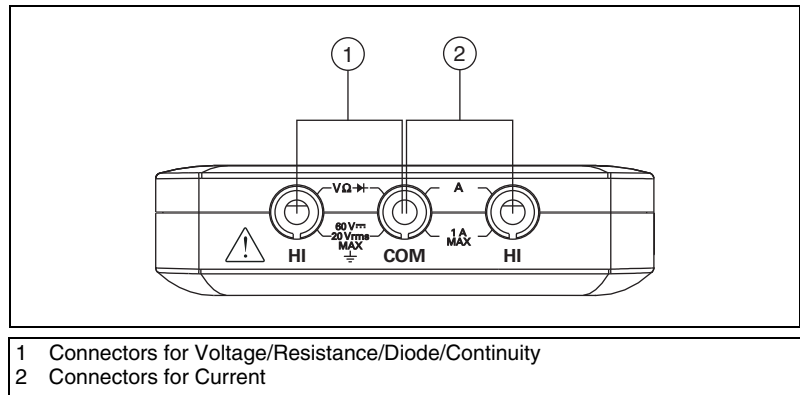 1 2
VΩ A
60 V⎓
20 Vrms
MAX
1 A
MAX
HI COM HI
1 Connectors for Voltage/Resistance/Diode/Continuity
2 Connectors for Current